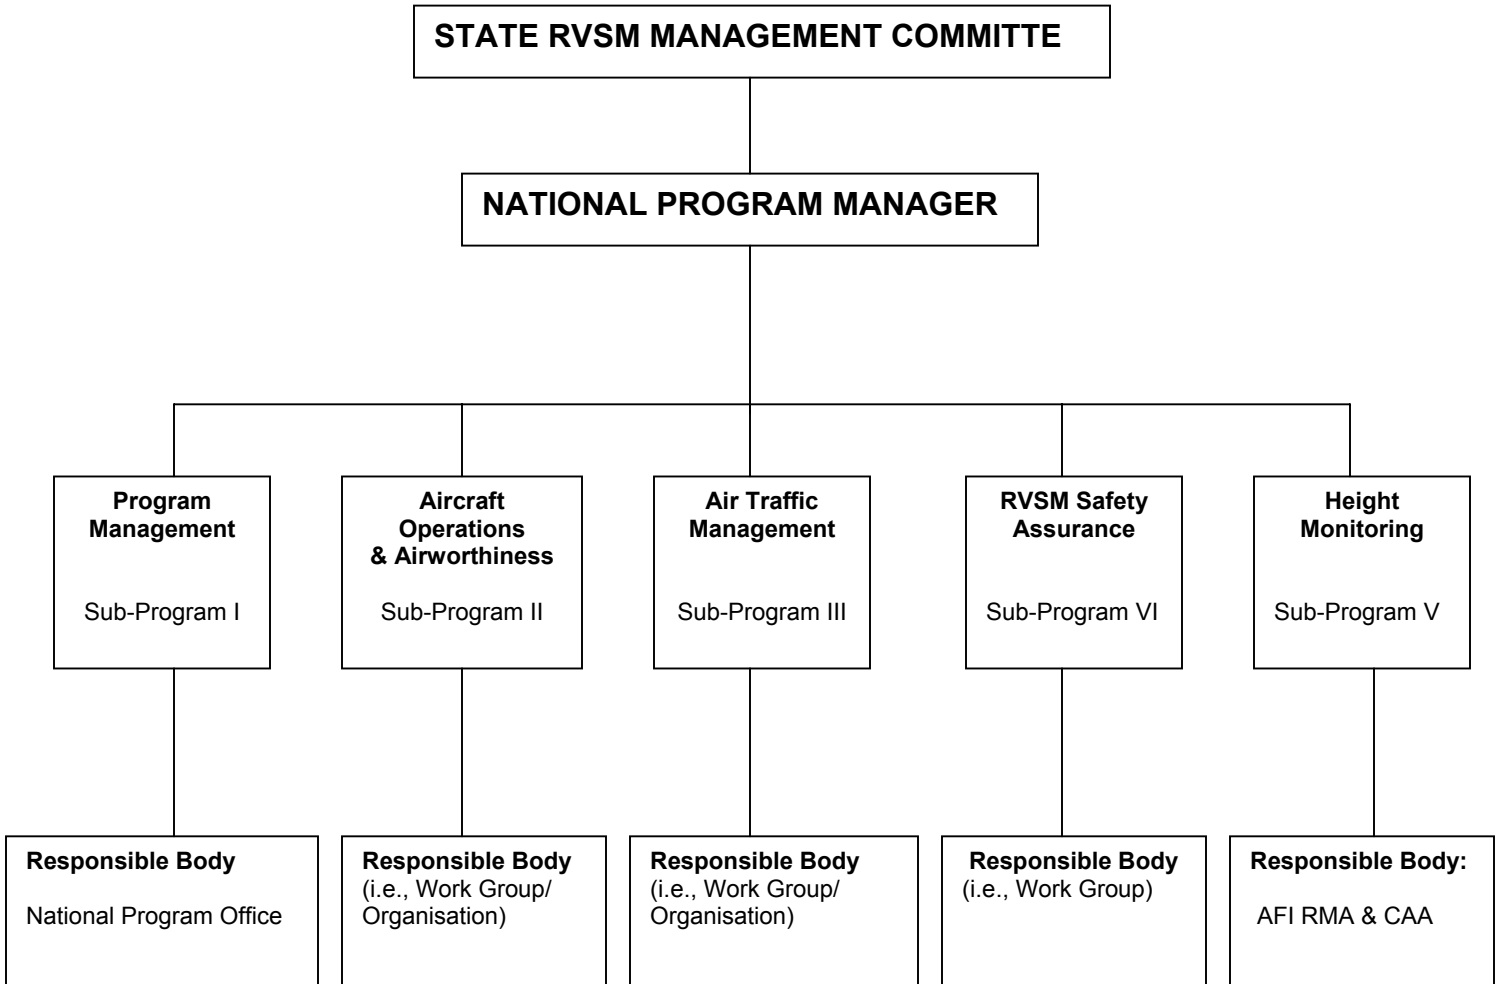 STATE RVSM MANAGEMENT COMMITTE
NATIONAL PROGRAM MANAGER
Program
Management
Sub-Program I
Aircraft
Operations
& Airworthiness
Sub-Program II
Air Traffic
Management
Sub-Program III
RVSM Safety
Assurance
Sub-Program VI
Height
Monitoring
Sub-Program V
Responsible Body
National Program Office
Responsible Body
(i.e., Work Group/
Organisation)
Responsible Body
(i.e., Work Group/
Organisation)
Responsible Body
(i.e., Work Group)
Responsible Body:
AFI RMA & CAA